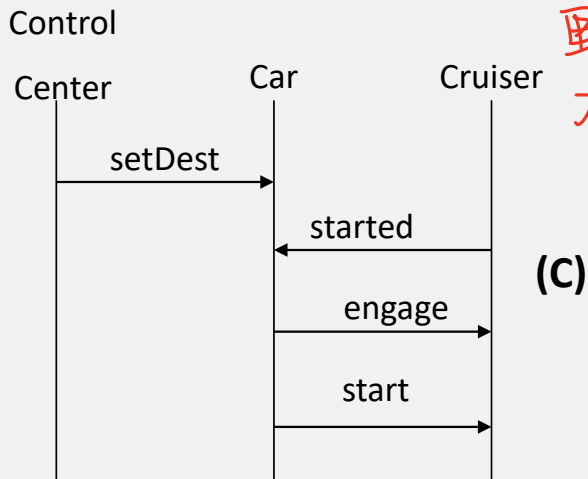 Control
Center
Car
Cruiser
setDest
started
(C)
engage
start